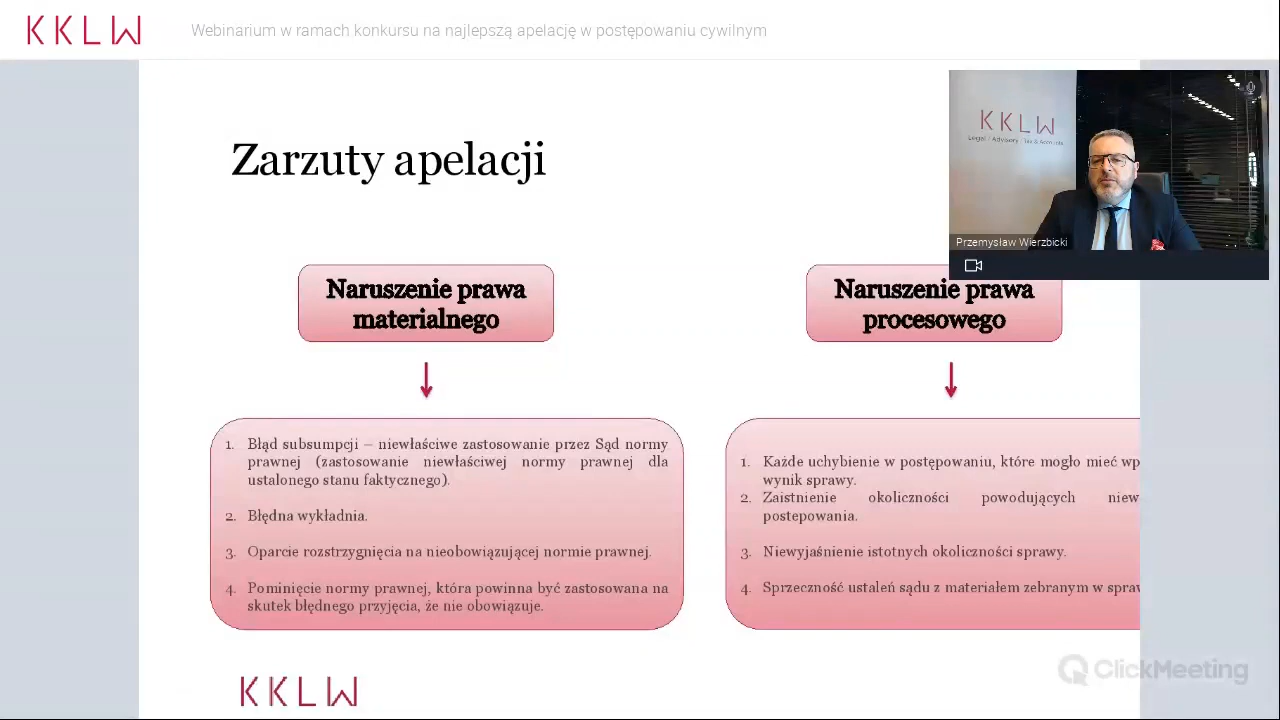 KKLW
Webinarium w ramach konkursu na najlepszą apelację w postępowaniu cywilnym
Zarzuty apelacji
KKLW
Legal / Advisory / Tax & Accounts
Przemysław Wierzbicki
Naruszenie prawa
materialnego
Naruszenie prawa
procesowego
1. Błąd subsumpcji – niewłaściwe zastosowanie przez Sąd normy
prawnej (zastosowanie niewłaściwej normy prawnej dla
ustalonego stanu faktycznego).
2. Błędna wykładnia.
3. Oparcie rozstrzygnięcia na nieobowiązującej normie prawnej.
4. Pominięcie normy prawnej, która powinna być zastosowana na
skutek błędnego przyjęcia, że nie obowiązuje.
1. Każde uchybienie w postępowaniu, które mogło mieć wp
wynik sprawy.
2. Zaistnienie okoliczności powodujących niew
postepowania.
3. Niewyjaśnienie istotnych okoliczności sprawy.
4. Sprzeczność ustaleń sądu z materiałem zebranym w spraw
KKLW
ClickMeeting